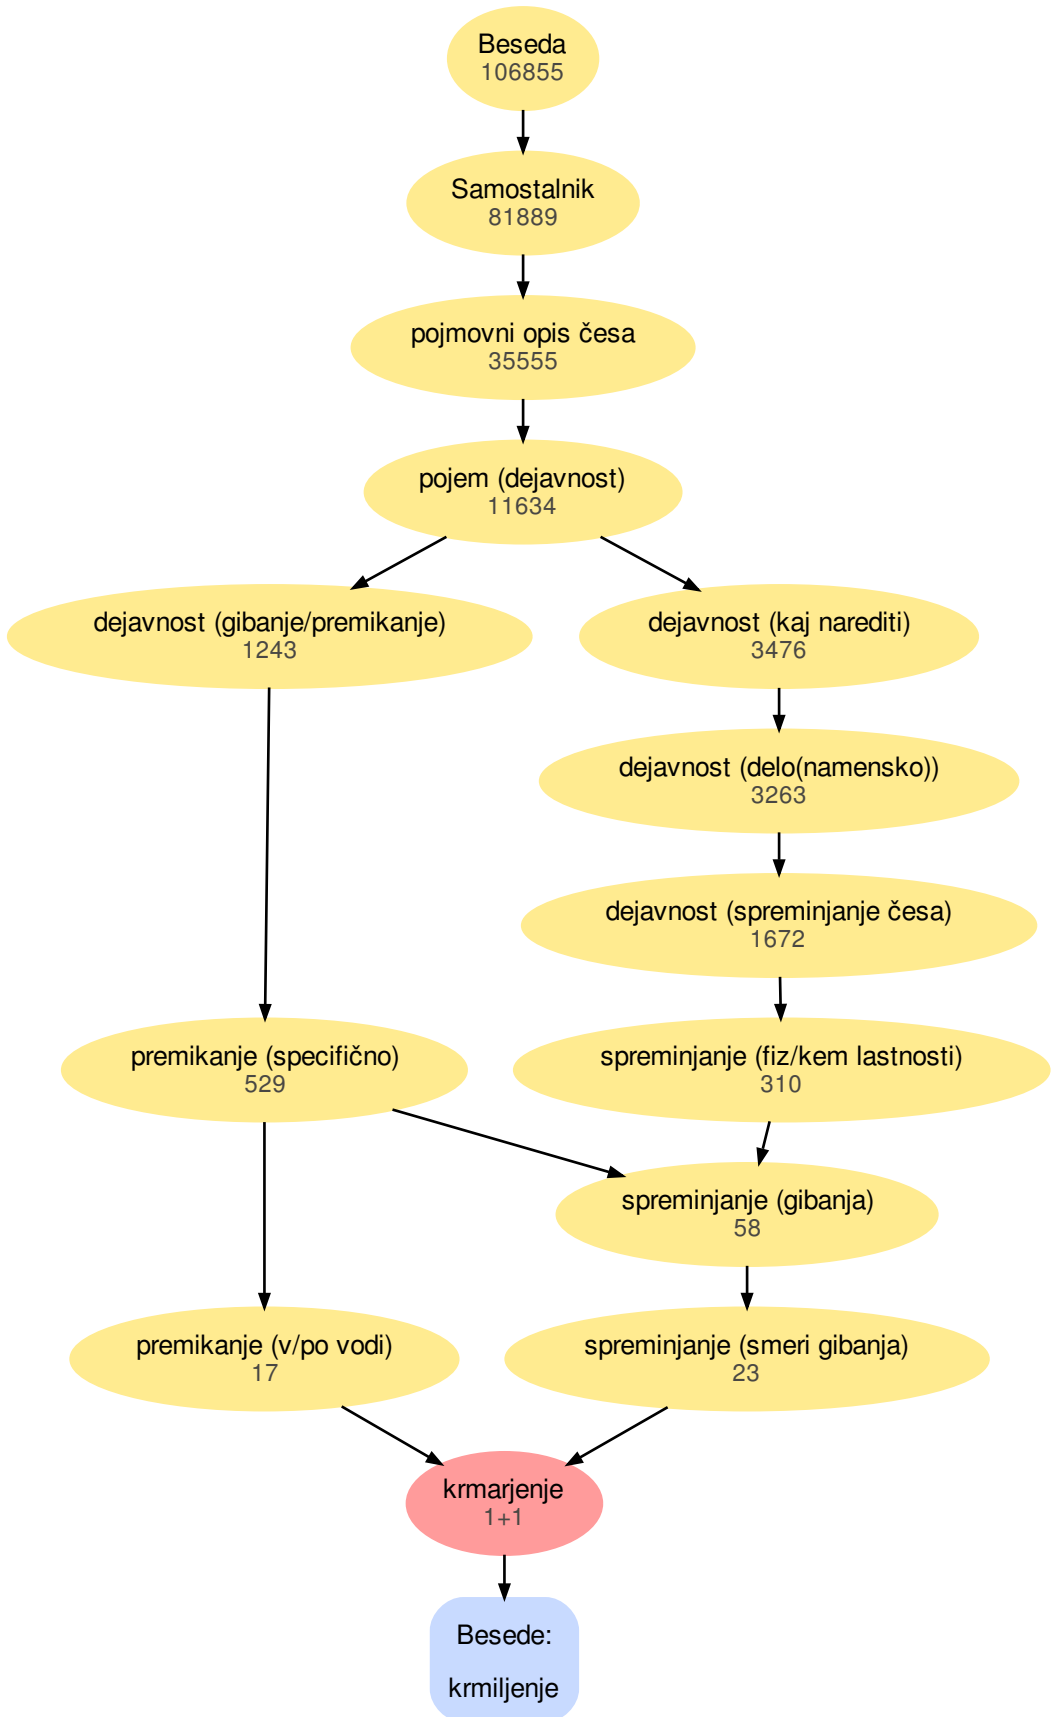 Beseda
106855
Samostalnik
81889
pojmovni opis česa
35555
pojem (dejavnost)
11634
dejavnost (gibanje/premikanje)
1243
dejavnost (kaj narediti)
3476
dejavnost (delo(namensko))
3263
dejavnost (spreminjanje česa)
1672
premikanje (specifično)
529
spreminjanje (fiz/kem lastnosti)
310
spreminjanje (gibanja)
58
premikanje (v/po vodi)
17
spreminjanje (smeri gibanja)
23
krmarjenje
1+1
Besede:
krmiljenje